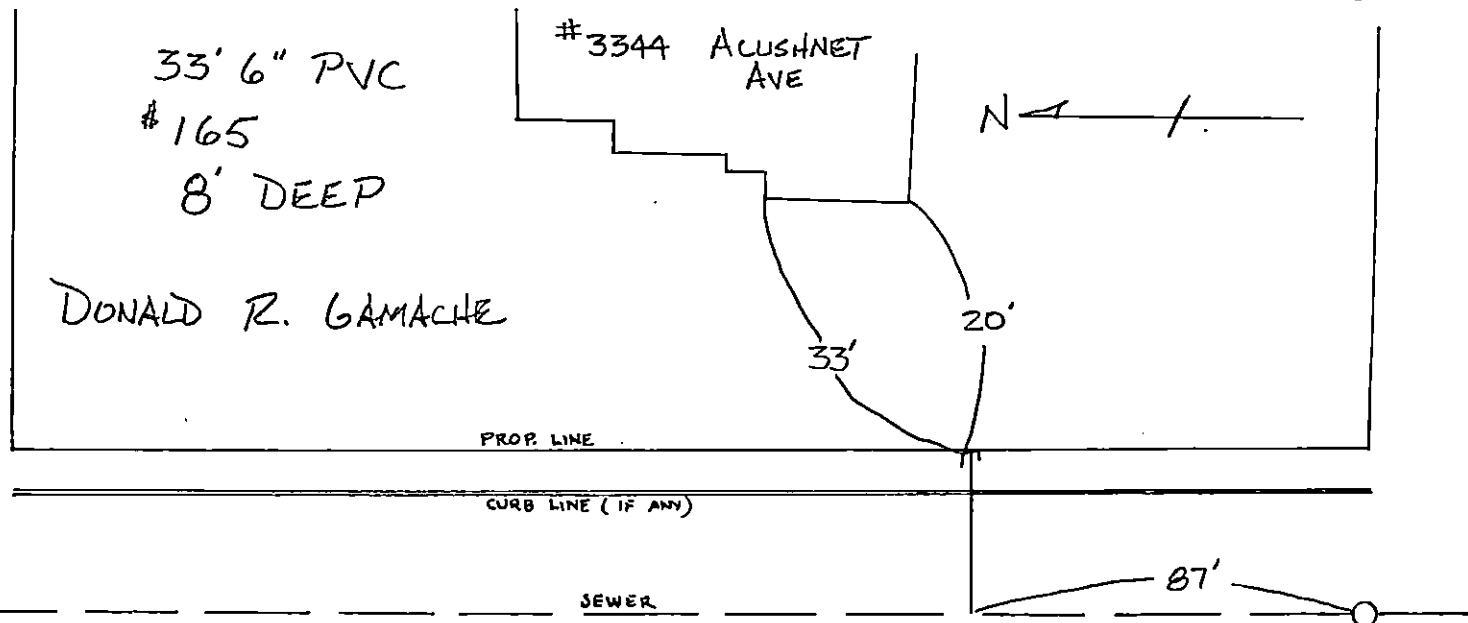 33' 6" PVC
#165
8' DEEP
DONALD R. GAMACHE
#3344 ACUSHNET
AVE
N
33'
20'
PROP. LINE
CURB LINE (IF ANY)
SEWER
87'